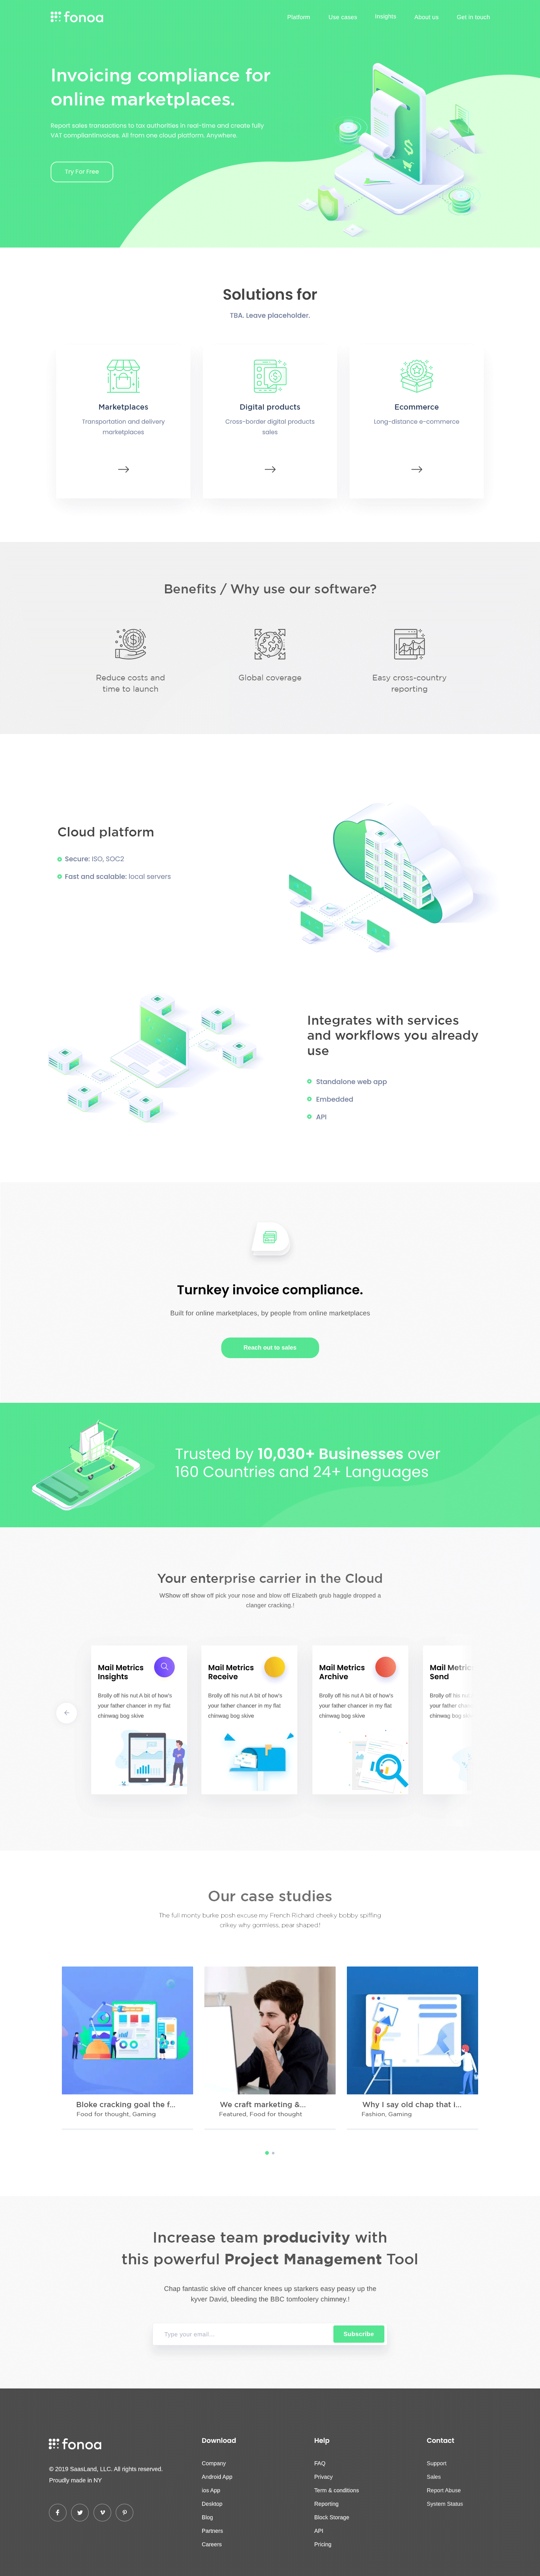 fonoa
Platform
Use cases
Insights
About us
Get in touch
Invoicing compliance for
online marketplaces.
Report sales transactions to tax authorities in real-time and create fully
VAT compliantinvoices. All from one cloud platform. Anywhere.
Try For Free
Solutions for
TBA. Leave placeholder.
Marketplaces
Transportation and delivery
marketplaces
Digital products
Cross-border digital products
sales
Ecommerce
Long-distance e-commerce
Benefits / Why use our software?
Reduce costs and
time to launch
Global coverage
Easy cross-country
reporting
Cloud platform
Secure: ISO, SOC2
Fast and scalable: local servers
Integrates with services
and workflows you already
use
Standalone web app
Embedded
API
Turnkey invoice compliance.
Built for online marketplaces, by people from online marketplaces
Reach out to sales
Trusted by 10,030+ Businesses over
160 Countries and 24+ Languages
Your enterprise carrier in the Cloud
WShow off show off pick your nose and blow off Elizabeth grub haggle dropped a
clanger cracking.!
Mail Metrics
Insights
Brolly off his nut A bit of how's
your father chancer in my flat
chinwag bog skive
Mail Metrics
Receive
Brolly off his nut A bit of how's
your father chancer in my flat
chinwag bog skive
Mail Metrics
Archive
Brolly off his nut A bit of how's
your father chancer in my flat
chinwag bog skive
Mail Metrics
Send
Brolly off his nut
your father
chinwag bog
Our case studies
The full monty burke posh excuse my French Richard cheeky bobby spiffing
crikey why gormless, pear shaped!
Bloke cracking goal the f...
Food for thought, Gaming
We craft marketing &...
Featured, Food for thought
Why I say old chap that i...
Fashion, Gaming
Increase team producivity with
this powerful Project Management Tool
Chap fantastic skive off chancer knees up starkers easy peasy up the
kyver David, bleeding the BBC tomfoolery chimney.!
Type your email...
Subscribe
fonoa
© 2019 SaasLand, LLC. All rights resorved.
Proudly made in NY
Download
Company
Android App
ios App
Desktop
Blog
Partners
Careers
Help
FAQ
Privacy
Term & conditions
Reporting
Block Storage
API
Pricing
Contact
Support
Sales
Report Abuse
System Status